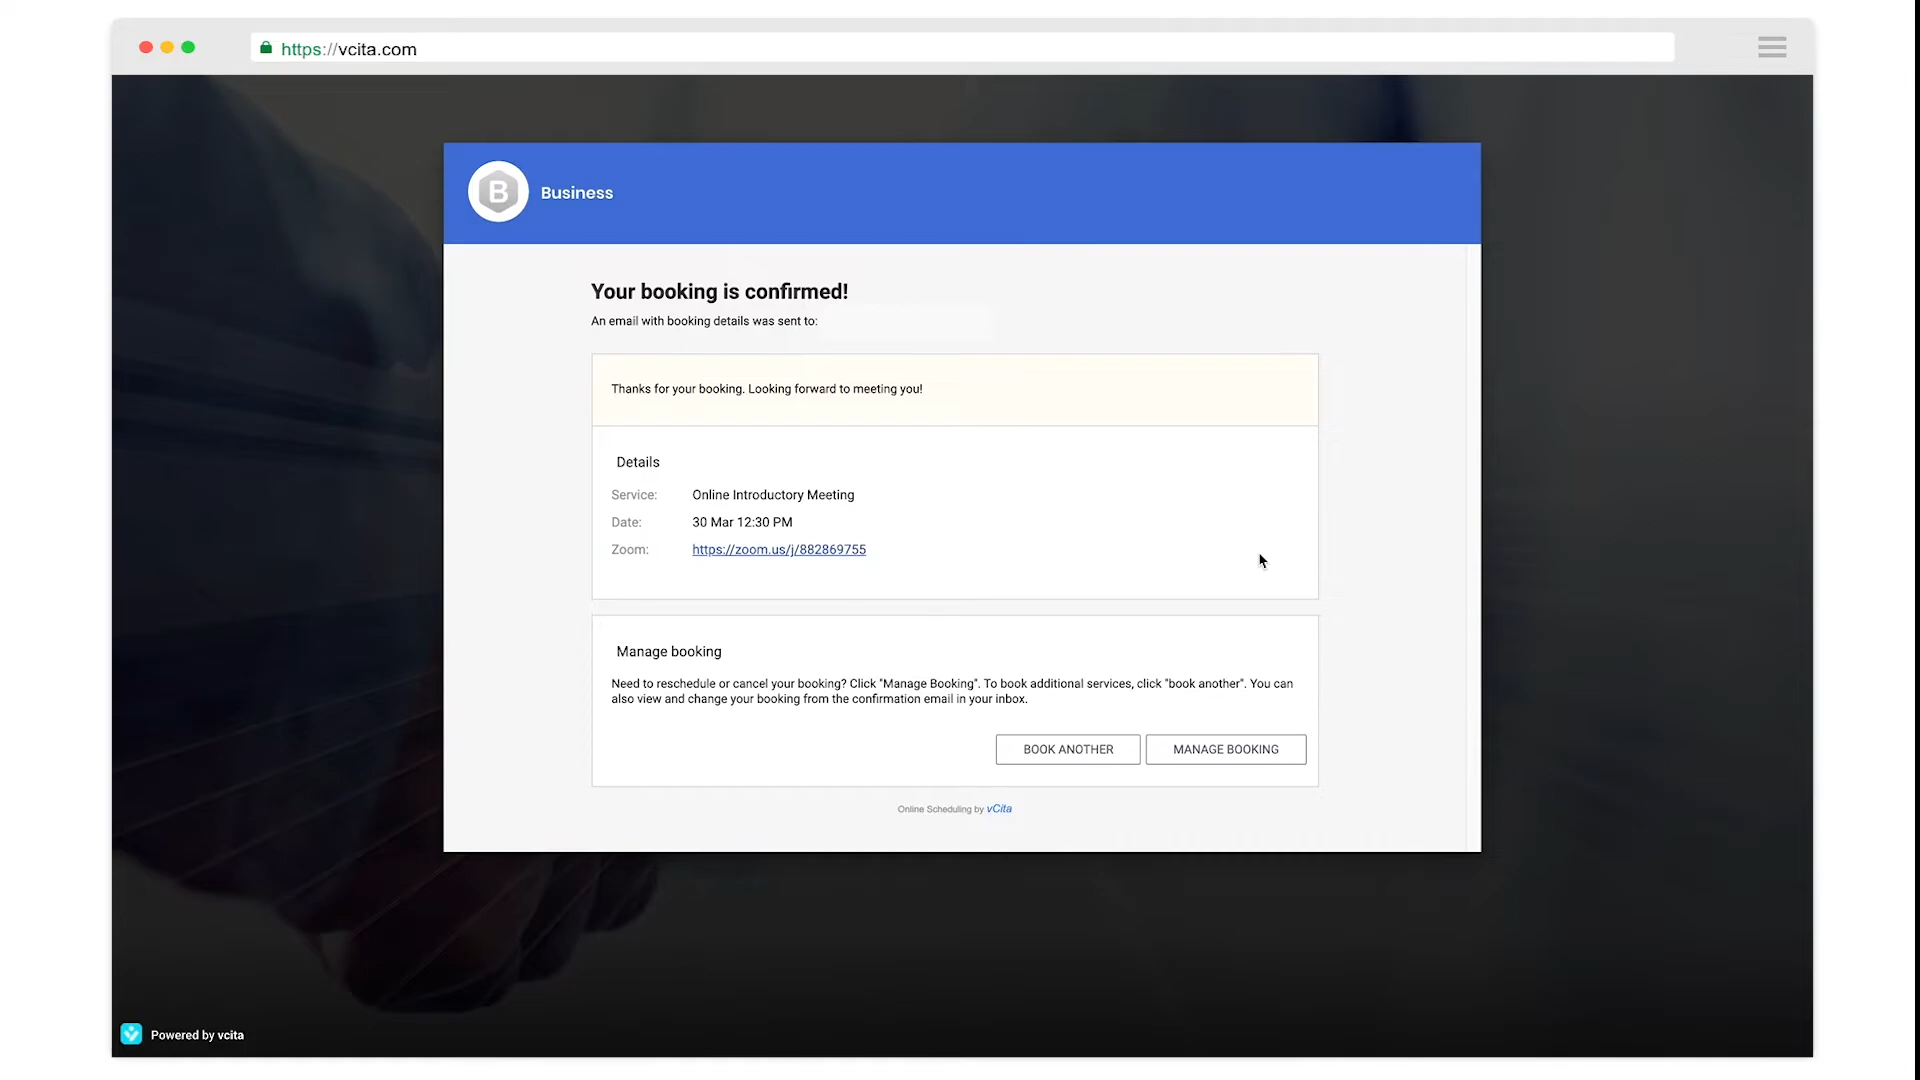 https://vcita.com
B Business
Your booking is confirmed!
An email with booking details was sent to:
Thanks for your booking. Looking forward to meeting you!
Details
Service: Online Introductory Meeting
Date: 30 Mar 12:30 PM
Zoom: https://zoom.us/j/882869755
Manage booking
Need to reschedule or cancel your booking? Click "Manage Booking". To book additional services, click "book another". You can
also view and change your booking from the confirmation email in your inbox.
BOOK ANOTHER MANAGE BOOKING
Online Scheduling by vCita
Powered by vcita